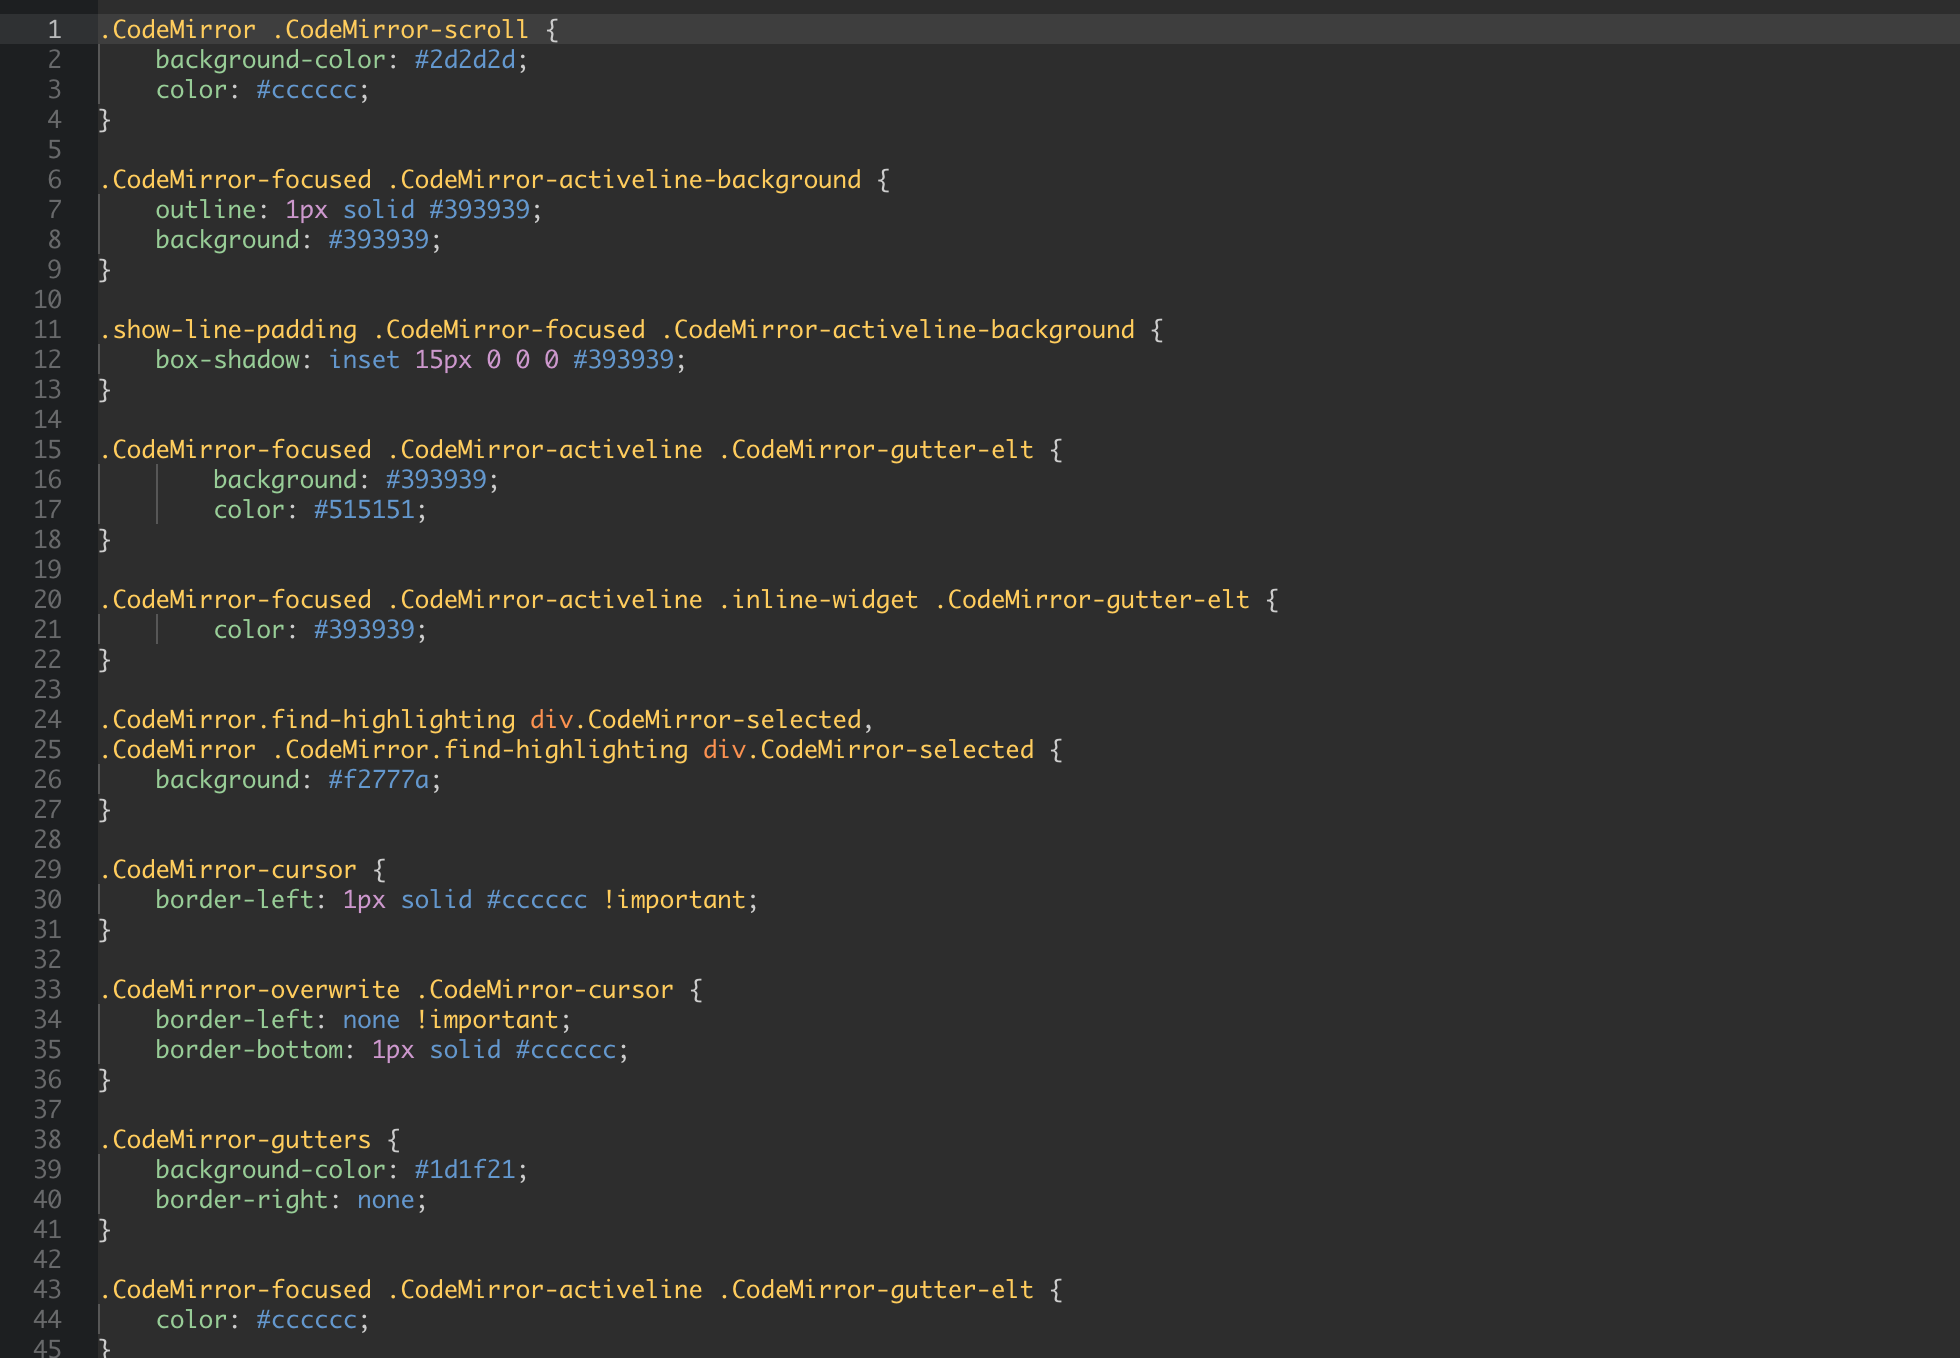 1 .CodeMirror .CodeMirror-scroll {
2     background-color: #2d2d2d;
3     color: #cccccc;
4 }
5
6 .CodeMirror-focused .CodeMirror-activeline-background {
7     outline: 1px solid #393939;
8     background: #393939;
9 }
10
11 .show-line-padding .CodeMirror-focused .CodeMirror-activeline-background {
12     box-shadow: inset 15px 0 0 0 #393939;
13 }
14
15 .CodeMirror-focused .CodeMirror-activeline .CodeMirror-gutter-elt {
16         background: #393939;
17         color: #515151;
18 }
19
20 .CodeMirror-focused .CodeMirror-activeline .inline-widget .CodeMirror-gutter-elt {
21         color: #393939;
22 }
23
24 .CodeMirror.find-highlighting div.CodeMirror-selected,
25 .CodeMirror .CodeMirror.find-highlighting div.CodeMirror-selected {
26     background: #f2777a;
27 }
28
29 .CodeMirror-cursor {
30     border-left: 1px solid #cccccc !important;
31 }
32
33 .CodeMirror-overwrite .CodeMirror-cursor {
34     border-left: none !important;
35     border-bottom: 1px solid #cccccc;
36 }
37
38 .CodeMirror-gutters {
39     background-color: #1d1f21;
40     border-right: none;
41 }
42
43 .CodeMirror-focused .CodeMirror-activeline .CodeMirror-gutter-elt {
44     color: #cccccc;
45 }